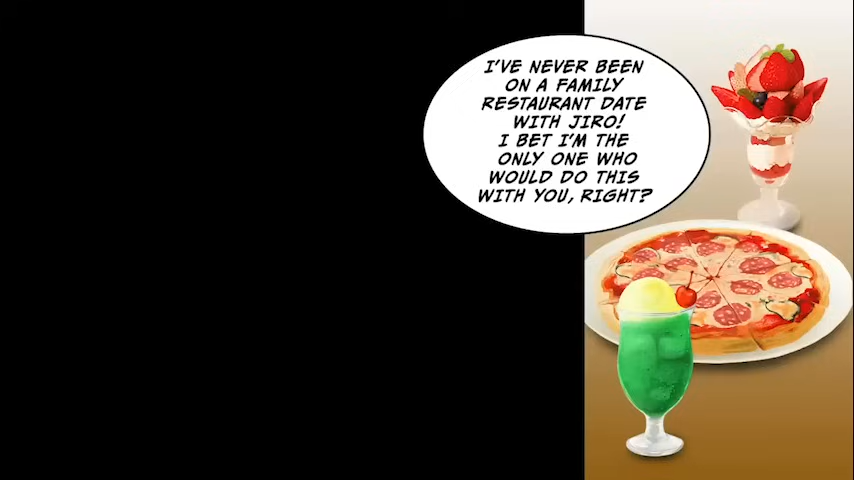 I'VE NEVER BEEN
ON A FAMILY
RESTAURANT DATE
WITH JIRO!
I BET I'M THE
ONLY ONE WHO
WOULD DO THIS
WITH YOU, RIGHT?